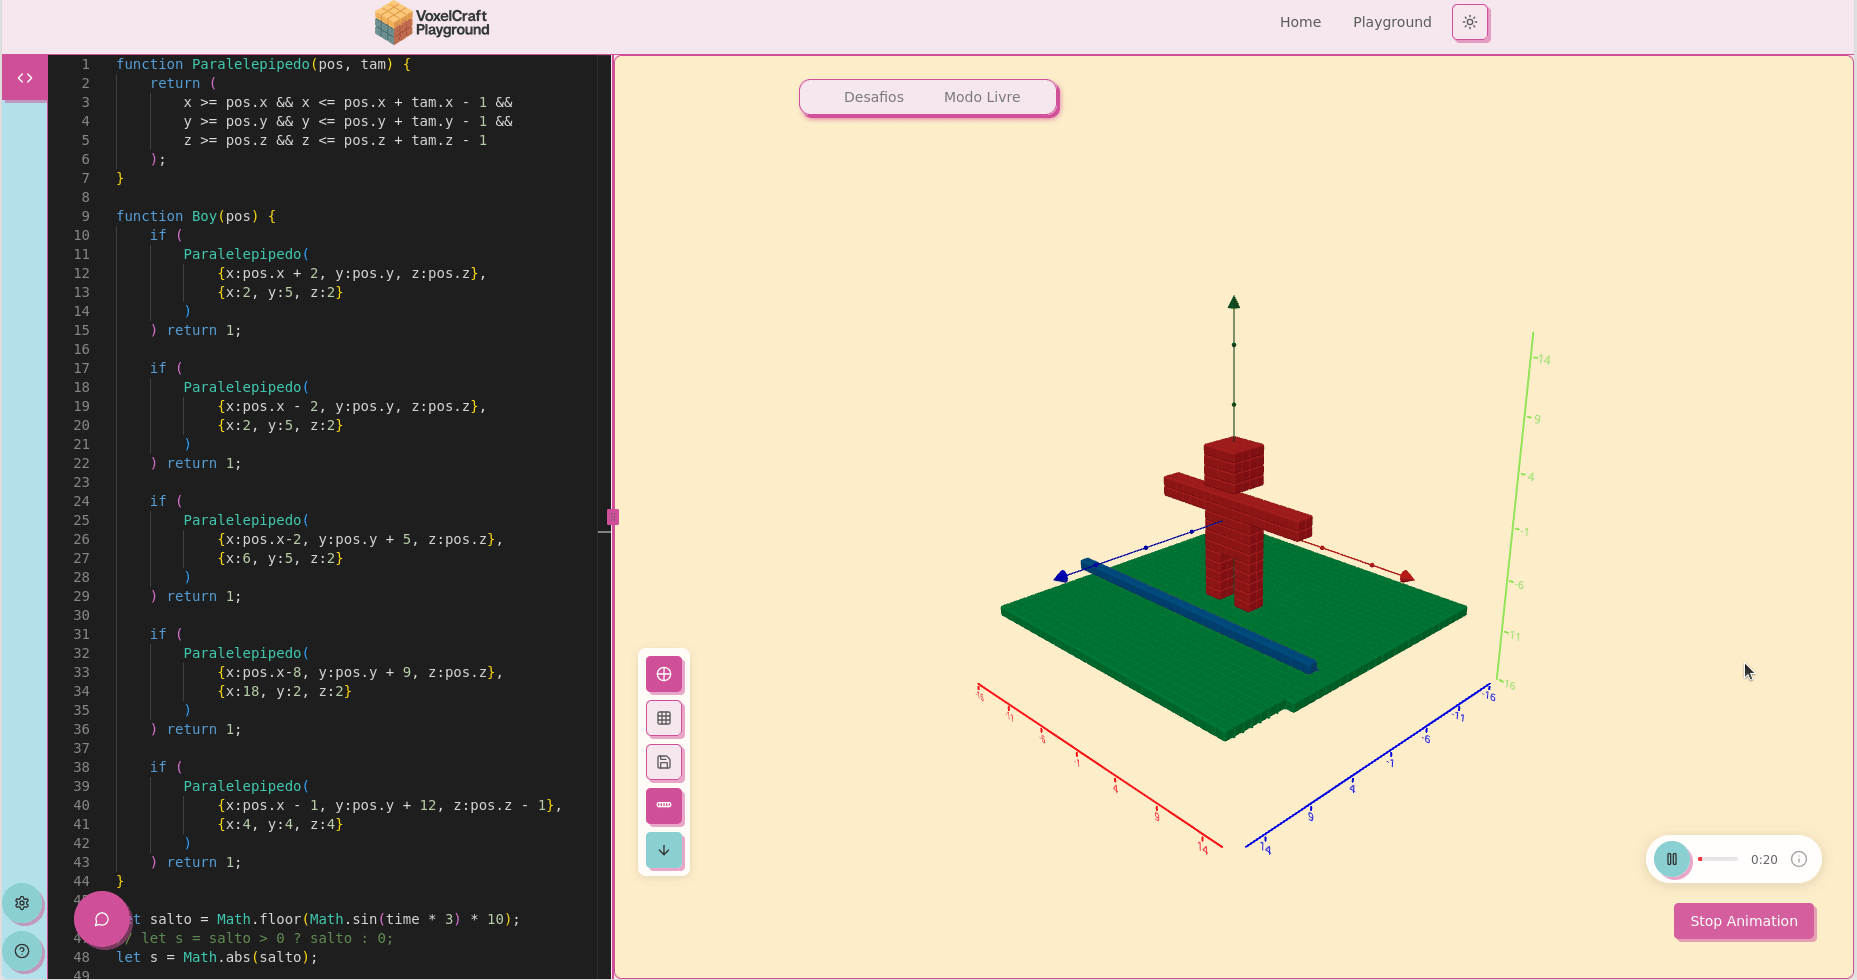 VoxelCraft
Playground
Home
Playground
1 function Paralelepipedo(pos, tam) {
2 return (
3 x >= pos.x && x <= pos.x + tam.x - 1 &&
4 y >= pos.y && y <= pos.y + tam.y - 1 &&
5 z >= pos.z && z <= pos.z + tam.z - 1
6 );
7 }
8
9 function Boy(pos) {
10 if (
11 Paralelepipedo(
12 {x:pos.x + 2, y:pos.y, z:pos.z},
13 {x:2, y:5, z:2}
14 )
15 ) return 1;
16
17 if (
18 Paralelepipedo(
19 {x:pos.x - 2, y:pos.y, z:pos.z},
20 {x:2, y:5, z:2}
21 )
22 ) return 1;
23
24 if (
25 Paralelepipedo(
26 {x:pos.x-2, y:pos.y + 5, z:pos.z},
27 {x:6, y:5, z:2}
28 )
29 ) return 1;
30
31 if (
32 Paralelepipedo(
33 {x:pos.x-8, y:pos.y + 9, z:pos.z},
34 {x:18, y:2, z:2}
35 )
36 ) return 1;
37
38 if (
39 Paralelepipedo(
40 {x:pos.x - 1, y:pos.y + 12, z:pos.z - 1},
41 {x:4, y:4, z:4}
42 )
43 ) return 1;
44 }
salto = Math.floor(Math.sin(time * 3) * 10);
let s = salto > 0 ? salto : 0;
48 let s = Math.abs(salto);
49
Desafios
Modo Livre
14
9
4
-1
-6
-11
-16
-16
-11
-6
-1
4
9
14
-16
-11
-6
-1
4
9
14
0:20
Stop Animation